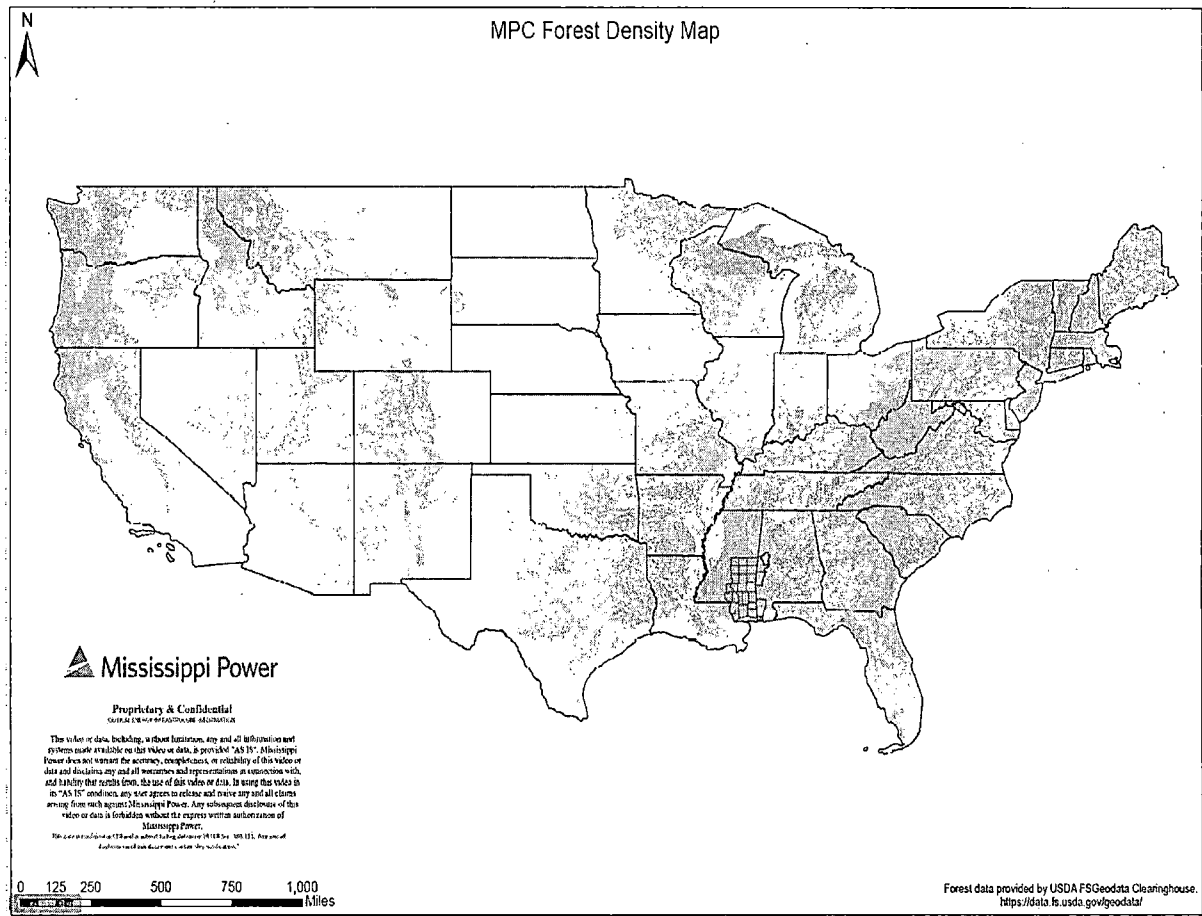 N
MPC Forest Density Map
Mississippi Power
Proprietary & Confidential
This video or data, including, without limitation, any and all information and
systems made available on this video or data, is provided "AS IS". Mississippi
Power does not warrant the accuracy, completeness, or reliability of this video or
data and disclaims any and all warranties and representations in connection with,
and liability that results from, the use of this video or data. In using this video in
its "AS IS" condition, any user agrees to release and waive any and all claims
arising from such against Mississippi Power. Any subsequent disclosure of this
video or data is forbidden without the express written authorization of
Mississippi Power.
0 125 250 500 750 1,000
Miles
Forest data provided by USDA FSGeodata Clearinghouse.
https://data.fs.usda.gov/geodata/